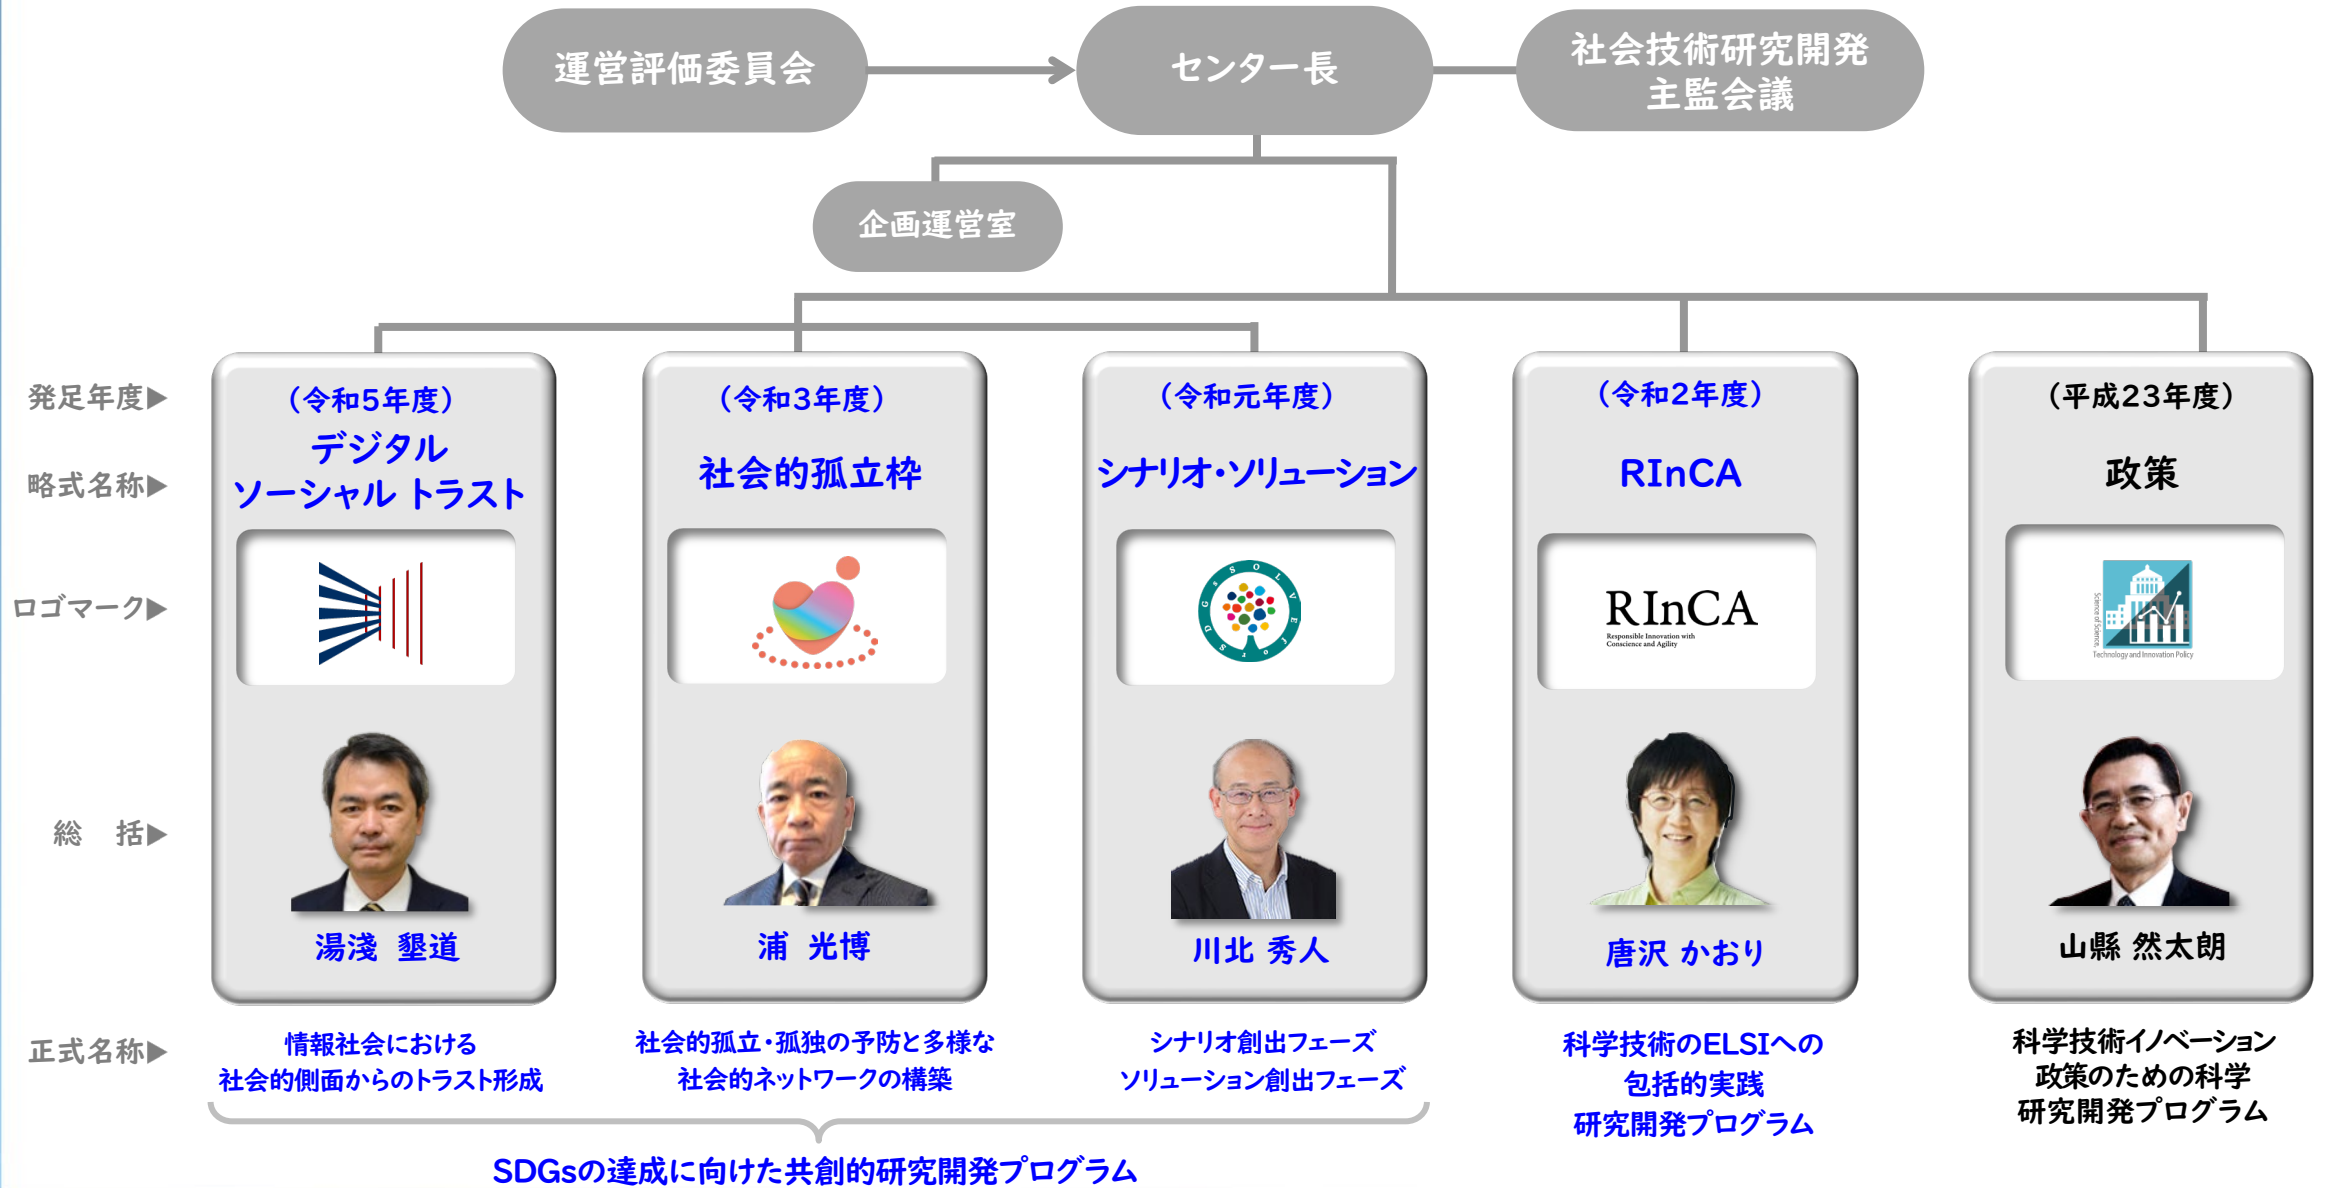 運営評価委員会
センター長
社会技術研究開発
主監会議
企画運営室
発足年度▶
(令和5年度)
(令和3年度)
(令和元年度)
(令和2年度)
(平成23年度)
略式名称▶
デジタル
ソーシャル トラスト
社会的孤立枠
シナリオ・ソリューション
RInCA
政策
ロゴマーク▶
SOLVE for SDGs
RInCA
Responsible Innovation with
Conscience and Agility
Science of Science,
Technology and Innovation Policy
総 括▶
湯淺 墾道
浦 光博
川北 秀人
唐沢 かおり
山縣 然太朗
正式名称▶
情報社会における
社会的側面からのトラスト形成
社会的孤立・孤独の予防と多様な
社会的ネットワークの構築
シナリオ創出フェーズ
ソリューション創出フェーズ
科学技術のELSIへの
包括的実践
研究開発プログラム
科学技術イノベーション
政策のための科学
研究開発プログラム
SDGsの達成に向けた共創的研究開発プログラム